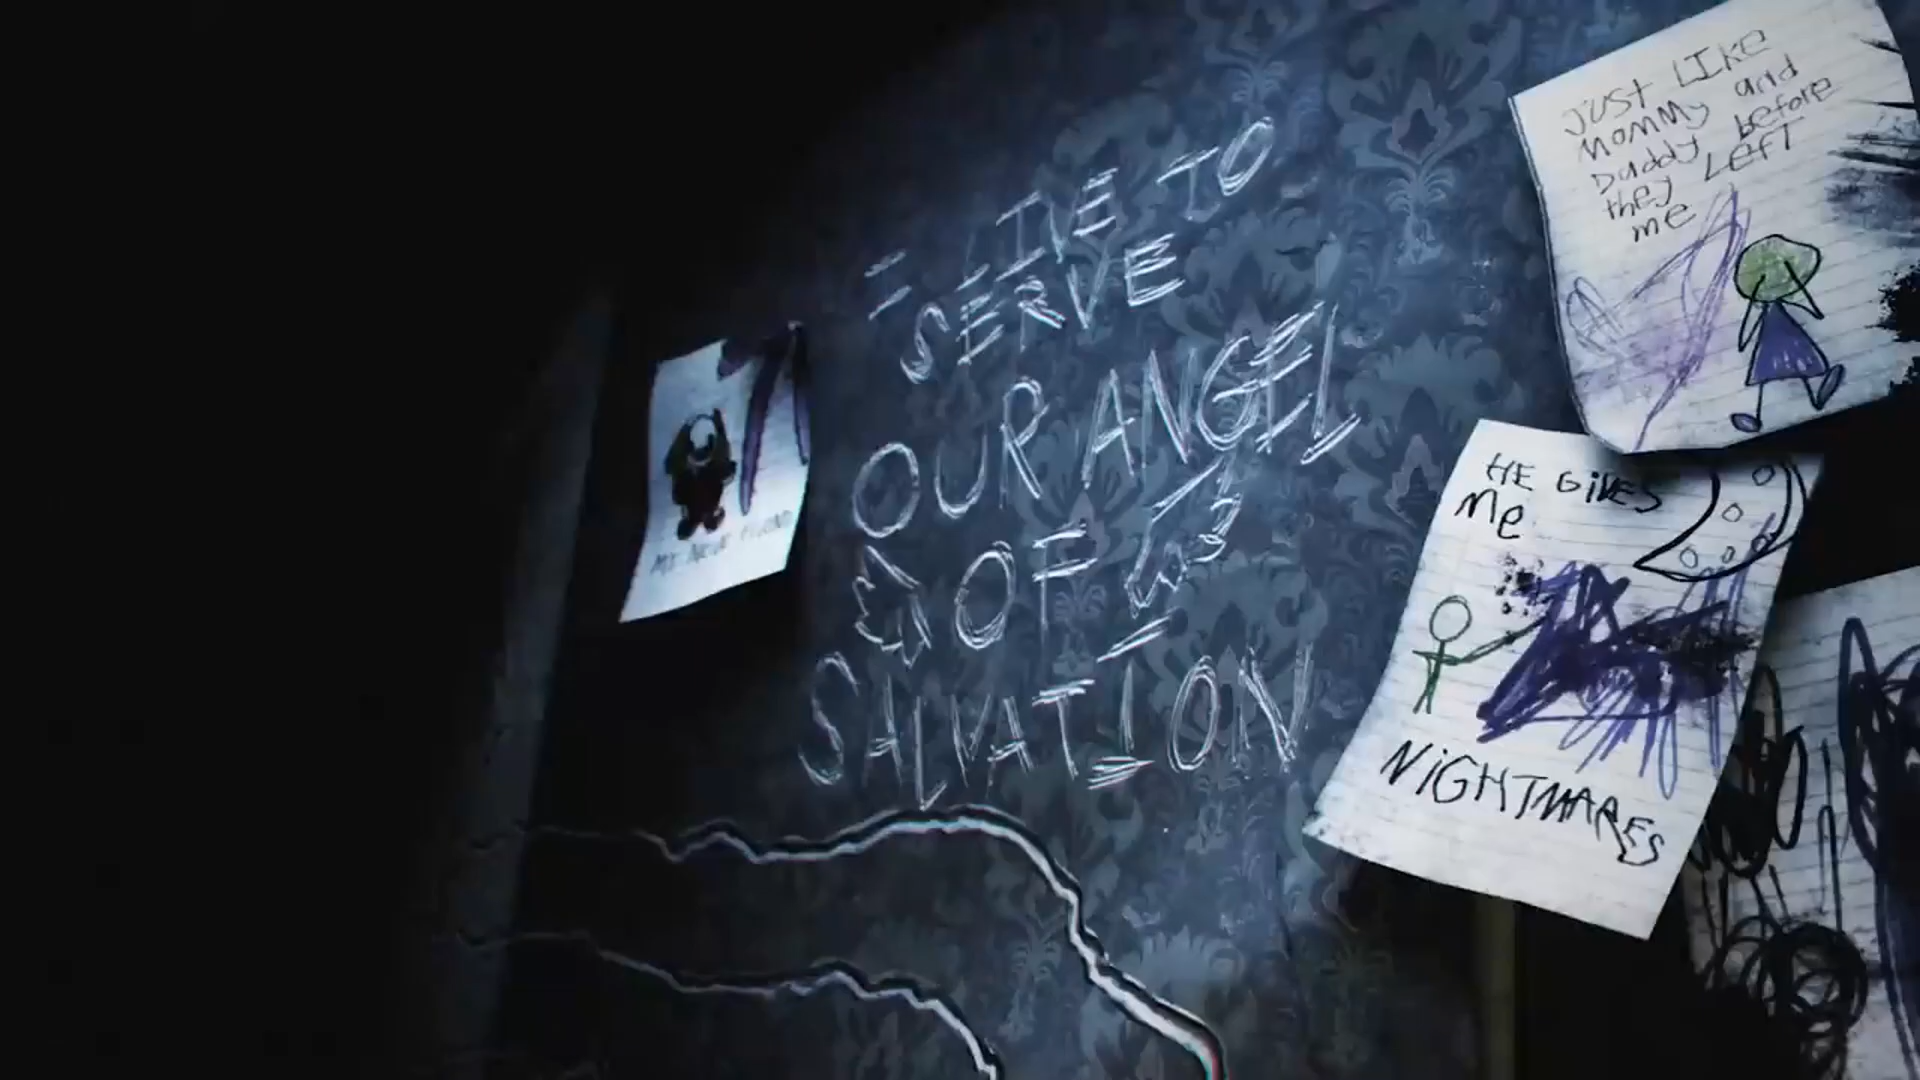 I LIVE TO
SERVE
OUR ANGEL
OF
SALVATION
MY NEW FRIEND
JUST LIKE
MOMMY and
DADDY before
they LEFT
me
HE GIVES
Me
NIGHTMARES